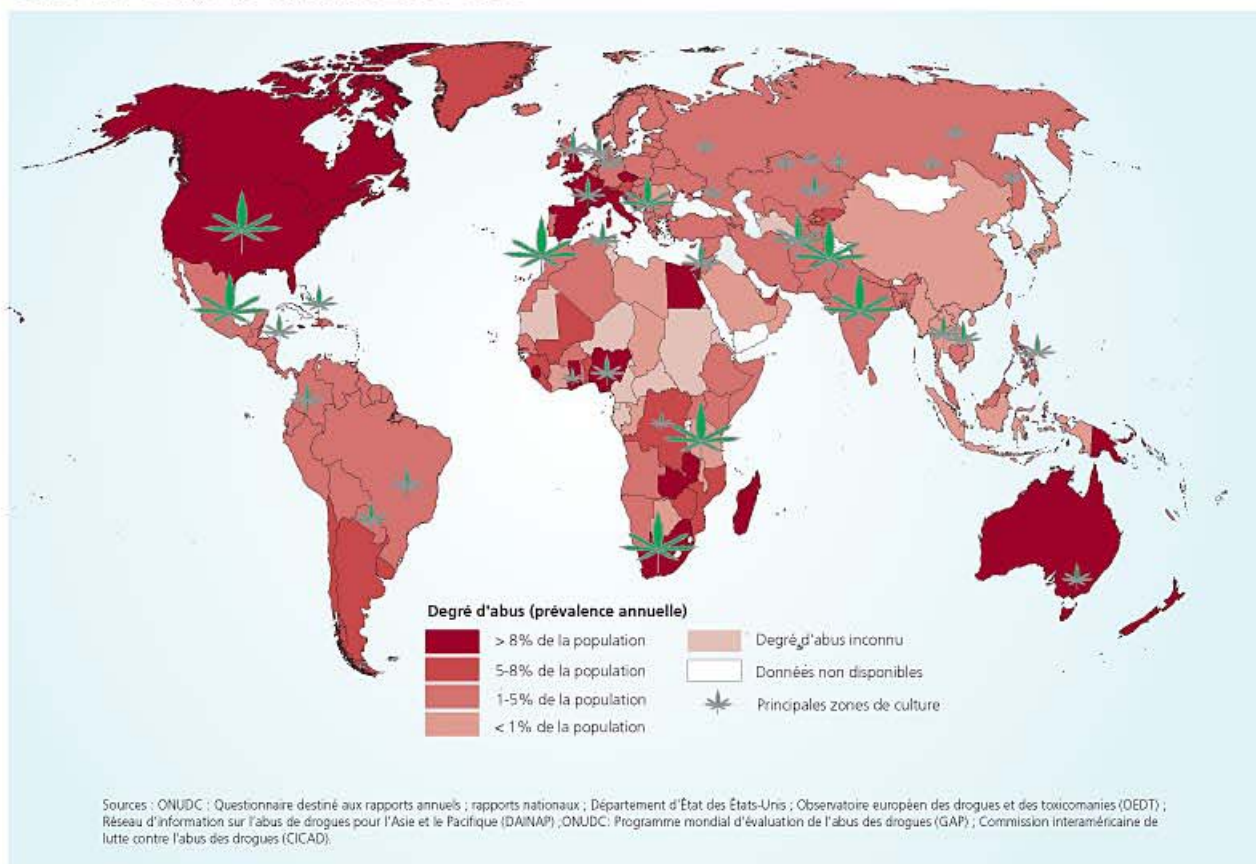 Degré d'abus (prévalence annuelle)
> 8% de la population
5-8% de la population
1-5% de la population
< 1% de la population
Degré d'abus inconnu
Données non disponibles
Principales zones de culture
Sources : ONUDC : Questionnaire destiné aux rapports annuels ; rapports nationaux ; Département d'État des États-Unis ; Observatoire européen des drogues et des toxicomanies (OEDT) ;
Réseau d'information sur l'abus de drogues pour l'Asie et le Pacifique (DAINAP) ;ONUDC: Programme mondial d'évaluation de l'abus des drogues (GAP) ; Commission interaméricaine de
lutte contre l'abus des drogues (CICAD).